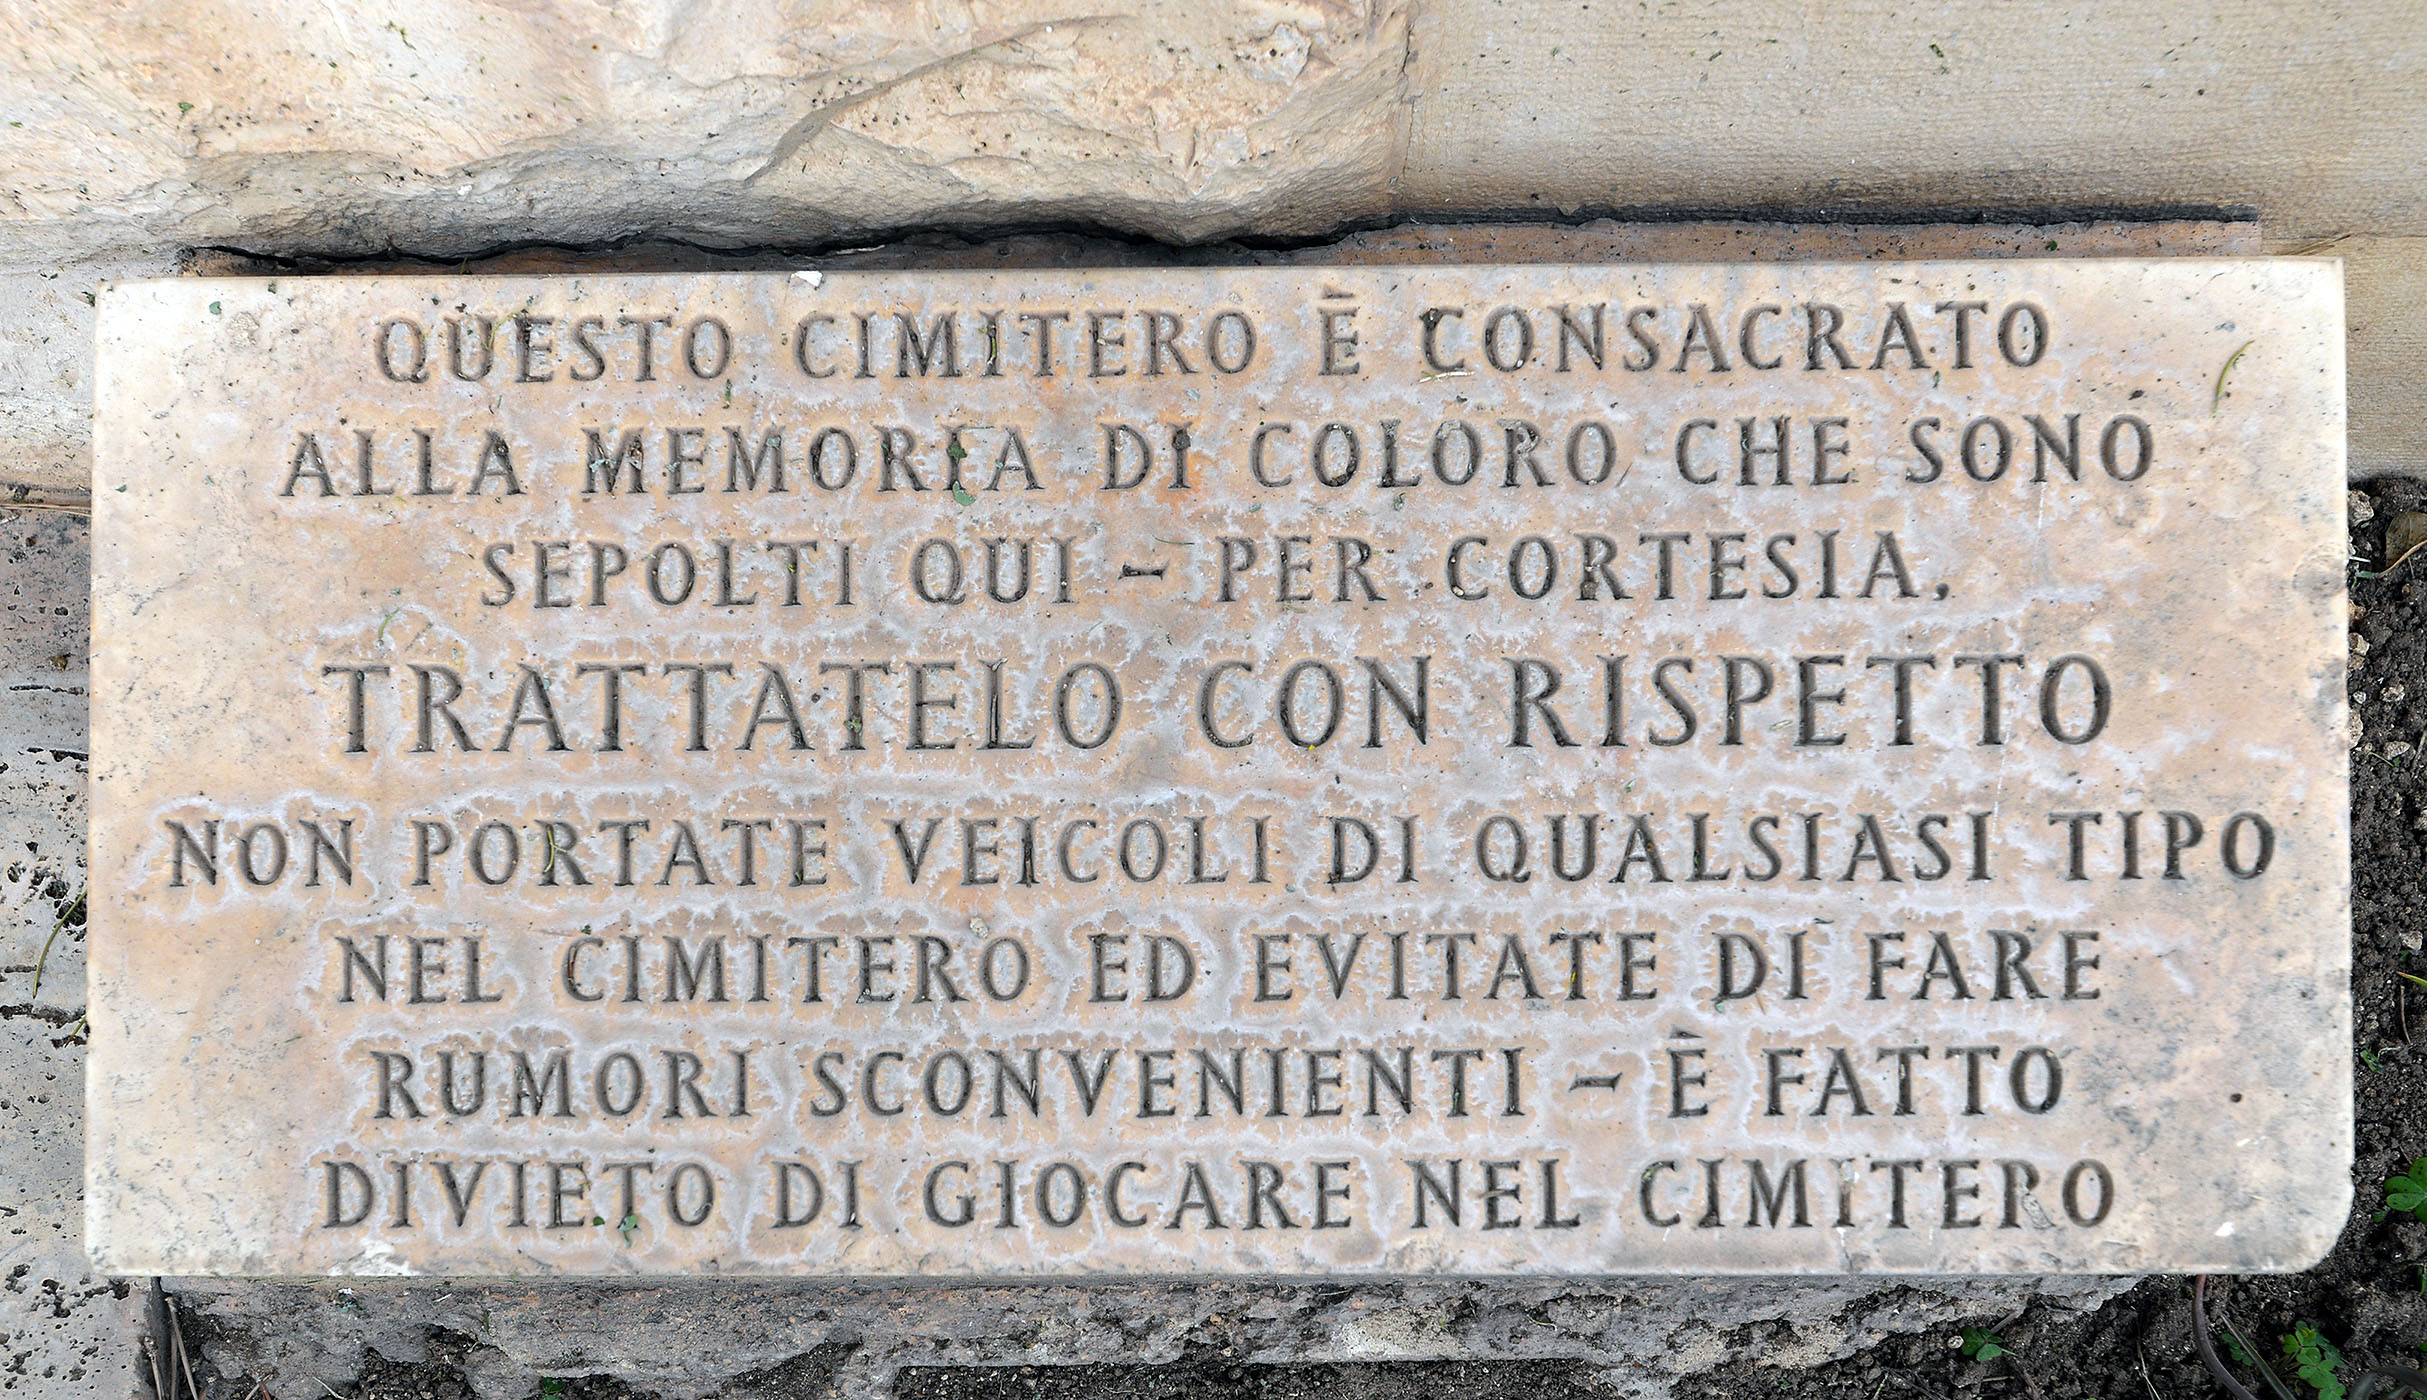 QUESTO CIMITERO È CONSACRATO
ALLA MEMORIA DI COLORO CHE SONO
SEPOLTI QUI – PER CORTESIA,
TRATTATELO CON RISPETTO
NON PORTATE VEICOLI DI QUALSIASI TIPO
NEL CIMITERO ED EVITATE DI FARE
RUMORI SCONVENIENTI – È FATTO
DIVIETO DI GIOCARE NEL CIMITERO